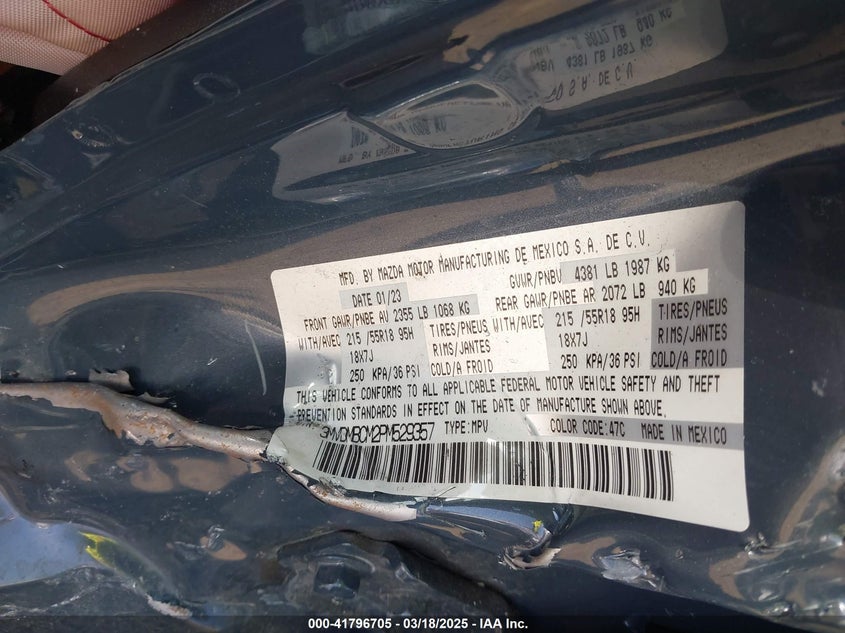 MFD. BY MAZDA MOTOR MANUFACTURING DE MEXICO S.A. DE C.V.
DATE 01/23 GVWR/PNBV 4381 LB 1987 KG
FRONT GAWR/PNBE AV 2355 LB 1068 KG REAR GAWR/PNBE AR 2072 LB 940 KG
WITH/AVEC 215 /55R18 95H TIRES/PNEUS WITH/AVEC 215 /55R18 95H TIRES/PNEUS
18X7J RIMS/JANTES 18X7J RIMS/JANTES
250 KPA/36 PSI COLD/A FROID 250 KPA/36 PSI COLD/A FROID
THIS VEHICLE CONFORMS TO ALL APPLICABLE FEDERAL MOTOR VEHICLE SAFETY AND THEFT
PREVENTION STANDARDS IN EFFECT ON THE DATE OF MANUFACTURE SHOWN ABOVE.
3MVDMBCM2PM529357 TYPE: MPV COLOR CODE: 47C MADE IN MEXICO
000-41796705 — 03/18/2025 — IAA Inc.